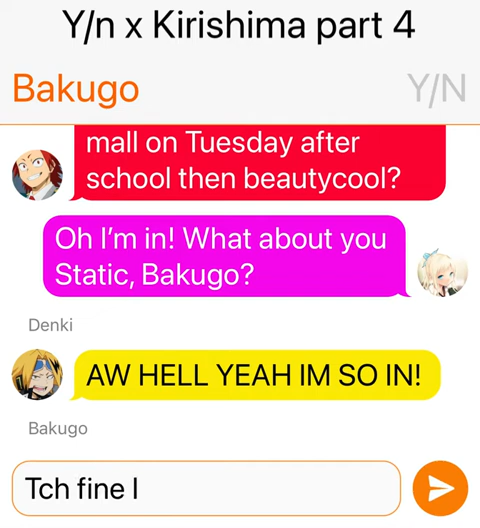 Y/n x Kirishima part 4
Bakugo
Y/N
mall on Tuesday after
school then beautycool?
Oh I'm in! What about you
Static, Bakugo?
Denki
AW HELL YEAH IM SO IN!
Bakugo
Tch fine I